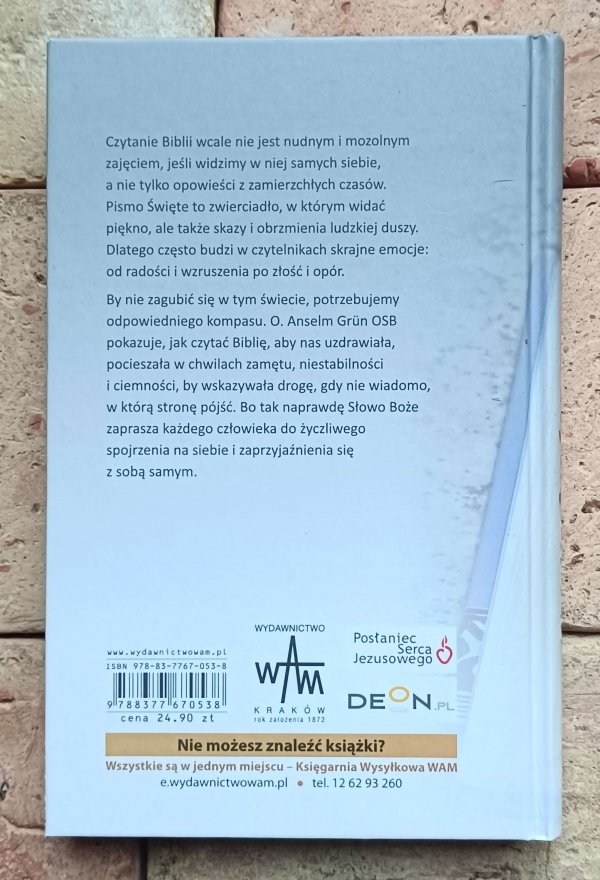 Czytanie Biblii wcale nie jest nudnym i mozolnym
zajęciem, jeśli widzimy w niej samych siebie,
a nie tylko opowieści z zamierzchłych czasów.
Pismo Święte to zwierciadło, w którym widać
piękno, ale także skazy i obrzmienia ludzkiej duszy.
Dlatego często budzi w czytelnikach skrajne emocje:
od radości i wzruszenia po złość i opór.
By nie zagubić się w tym świecie, potrzebujemy
odpowiedniego kompasu. O. Anselm Grün OSB
pokazuje, jak czytać Biblię, aby nas uzdrawiała,
pocieszała w chwilach zamętu, niestabilności
i ciemności, by wskazywała drogę, gdy nie wiadomo,
w którą stronę pójść. Bo tak naprawdę Słowo Boże
zaprasza każdego człowieka do życzliwego
spojrzenia na siebie i zaprzyjaźnienia się
z sobą samym.
www.wydawnictwowam.pl
ISBN 978-83-7767-053-8
9 788377 670538
cena 24.90 zł
WYDAWNICTWO
WAM
KRAKÓW
rok założenia 1872
Posłaniec
Serca
Jezusowego
DEON.PL
Nie możesz znaleźć książki?
Wszystkie są w jednym miejscu – Księgarnia Wysyłkowa WAM
e.wydawnictwowam.pl • tel. 12 62 93 260